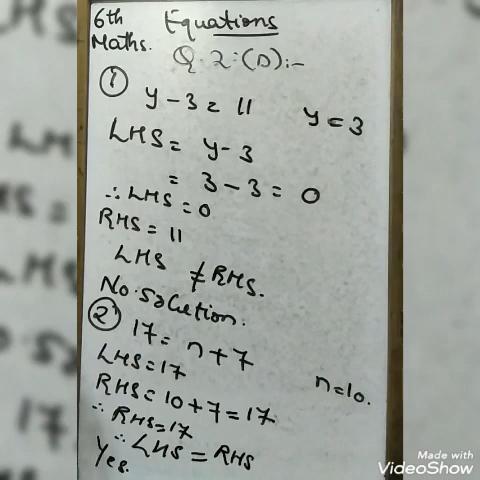 6th Equations
Maths.
Q. 2:(D):-
① y - 3 = 11 y = 3
LHS = y - 3
= 3 - 3 = 0
∴ LHS = 0
RHS = 11
LHS ≠ RHS.
No. solution.
② 17 = n + 7
LHS = 17 n = 10.
RHS = 10 + 7 = 17
∴ RHS = 17
∴ LHS = RHS
Yes.
Made with
VideoShow